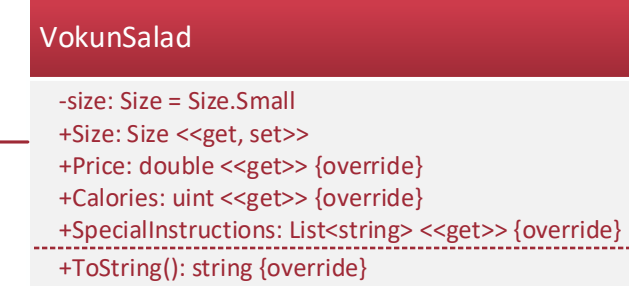 VokunSalad
-size: Size = Size.Small
+Size: Size <<get, set>>
+Price: double <<get>> {override}
+Calories: uint <<get>> {override}
+SpecialInstructions: List<string> <<get>> {override}
+ToString(): string {override}